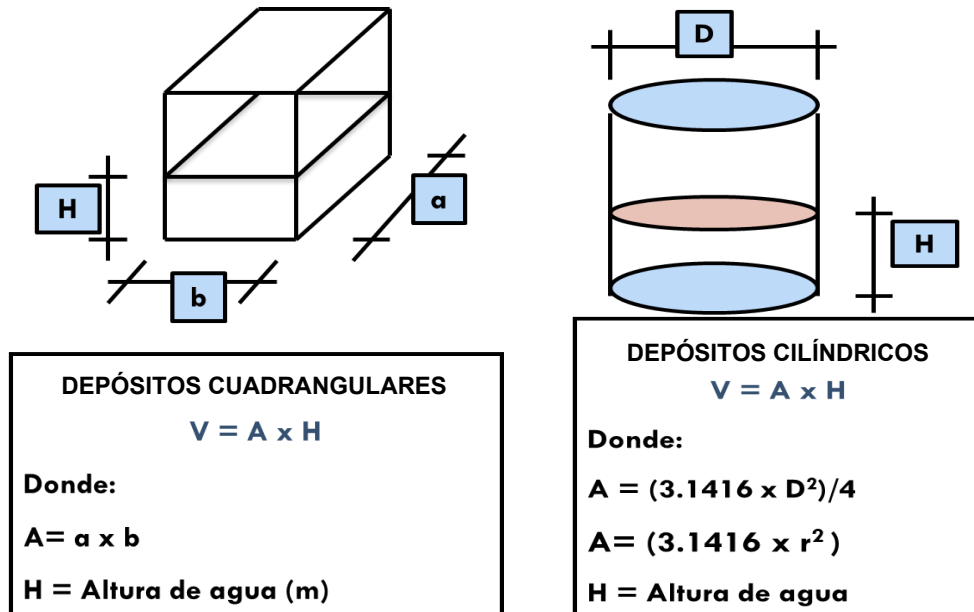 D
H
a
b
H
DEPÓSITOS CUADRANGULARES
V = A x H
Donde:
A= a x b
H = Altura de agua (m)
DEPÓSITOS CILÍNDRICOS
V = A x H
Donde:
A = (3.1416 x D²)/4
A= (3.1416 x r² )
H = Altura de agua